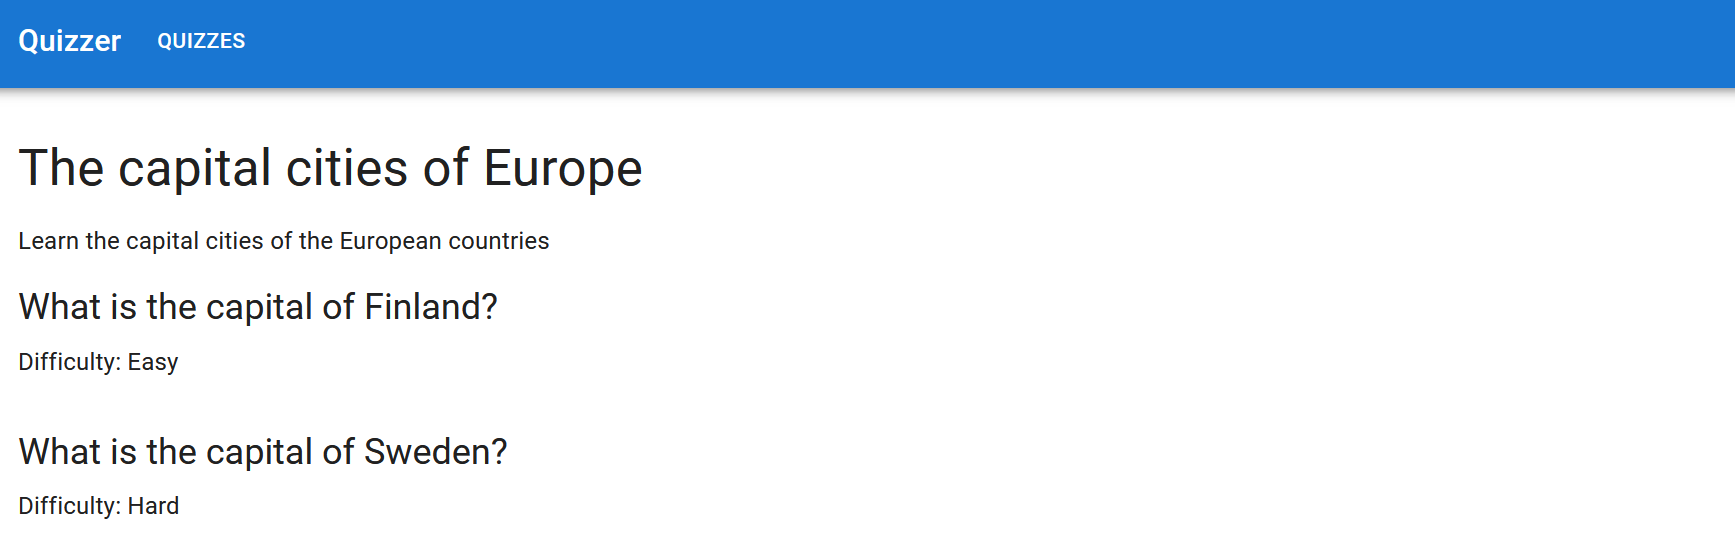 Quizzer QUIZZES
The capital cities of Europe
Learn the capital cities of the European countries
What is the capital of Finland?
Difficulty: Easy
What is the capital of Sweden?
Difficulty: Hard